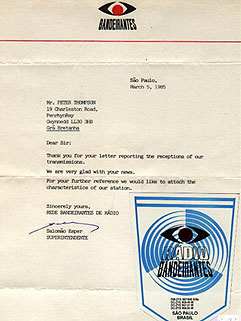 BANDEIRANTES
São Paulo,
March 5, 1985
Mr. PETER THOMPSON
19 Charleston Road,
Penrhyn Bay
Gwynedd LL30 3HB
Grã Bretanha
Dear Sir:
Thank you for your letter reporting the receptions of our
transmissions.
We are very glad with your news.
For your further reference we would like to attach the
characteristics of our station.
Sincerely yours,
REDE BANDEIRANTES DE RÁDIO
Salomão Esper
SUPERINTENDENTE
RÁDIO
BANDEIRANTES
SÃO PAULO
BRASIL